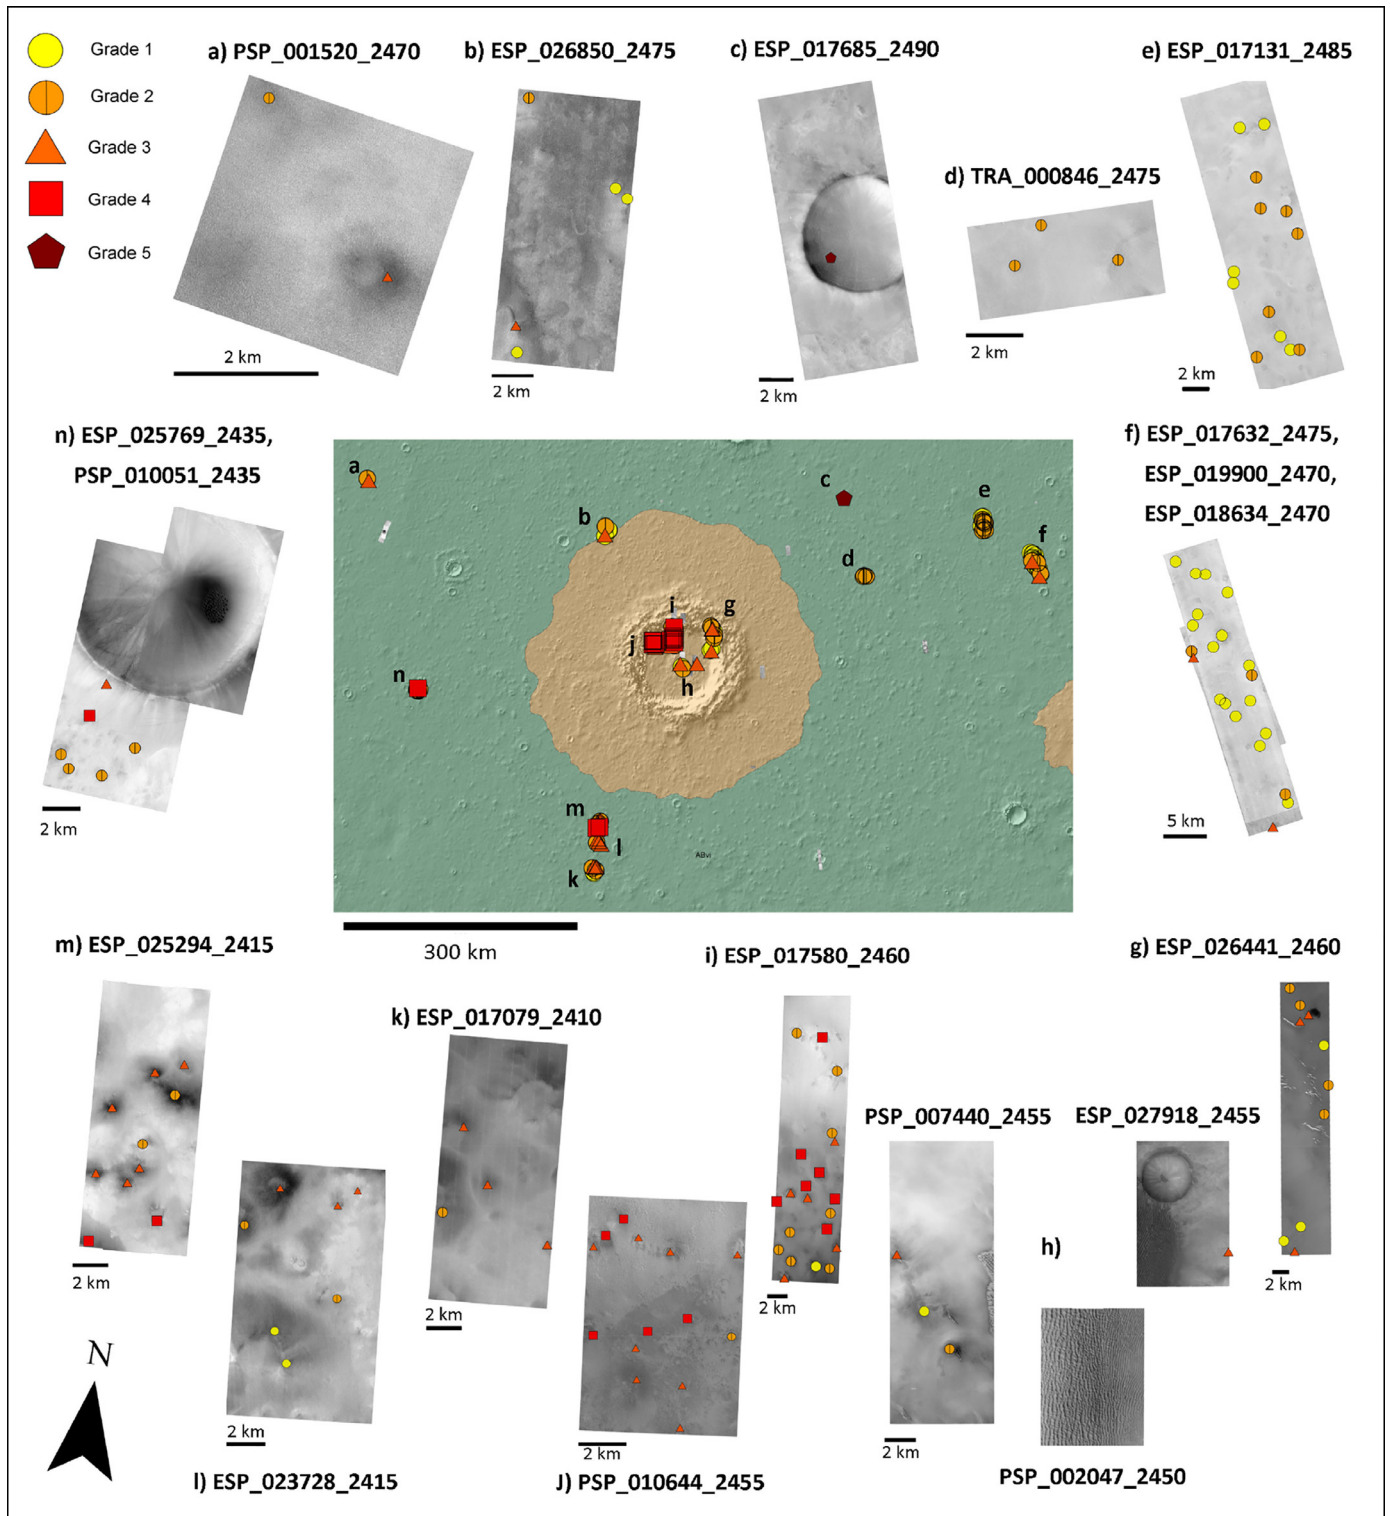 Grade 1
Grade 2
Grade 3
Grade 4
Grade 5
a) PSP_001520_2470
2 km
b) ESP_026850_2475
2 km
c) ESP_017685_2490
2 km
d) TRA_000846_2475
2 km
e) ESP_017131_2485
2 km
n) ESP_025769_2435,
PSP_010051_2435
2 km
f) ESP_017632_2475,
ESP_019900_2470,
ESP_018634_2470
5 km
a
b
c
d
e
f
g
h
i
j
k
l
m
n
ABvi
300 km
m) ESP_025294_2415
2 km
k) ESP_017079_2410
2 km
i) ESP_017580_2460
2 km
g) ESP_026441_2460
2 km
PSP_007440_2455
2 km
ESP_027918_2455
h)
PSP_002047_2450
N
2 km
l) ESP_023728_2415
2 km
J) PSP_010644_2455